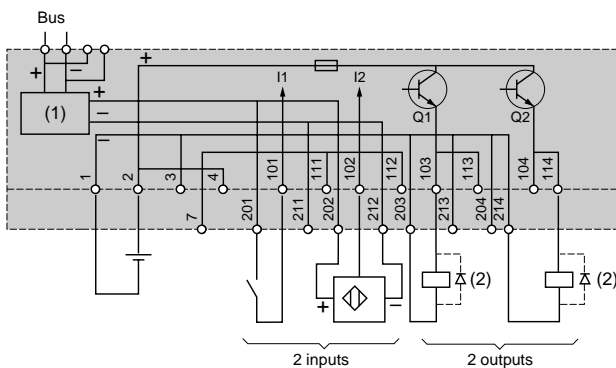 Bus
+ − + −
+ I1 I2
(1)
+
−
−
Q1 Q2
1 2 3 4 101 111 102 112 103 113 104 114
7 201 211 202 212 203 213 204 214
+ − (2) (2)
2 inputs 2 outputs